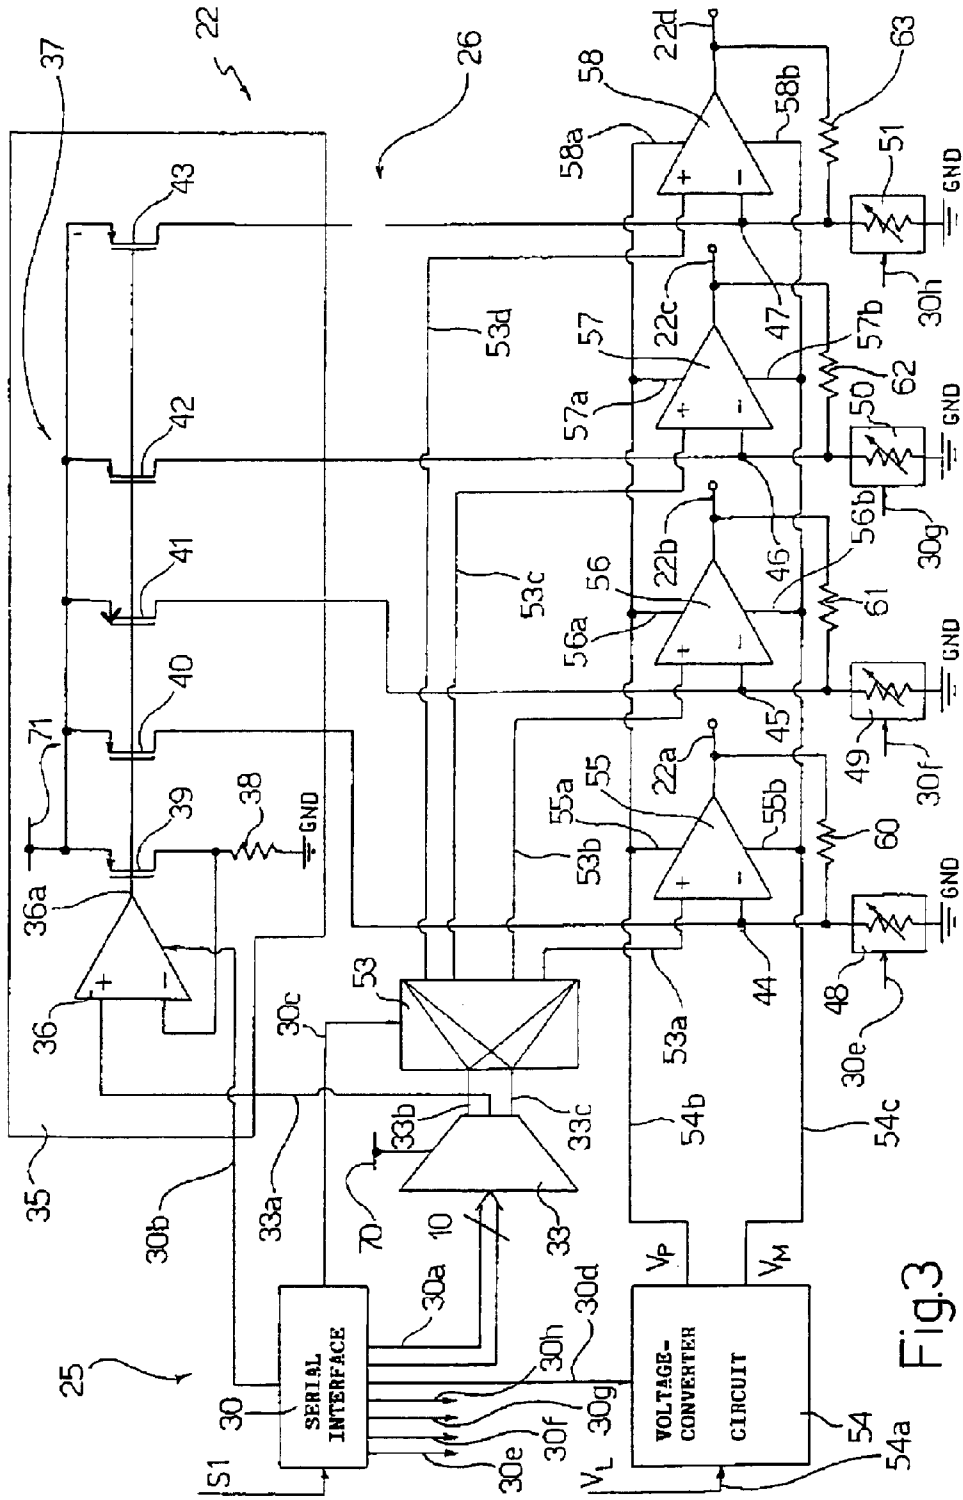 22
37
26
43
42
41
40
71
39
38
GND
36a
36
35
30b
33a
30c
53
53d
53c
53b
53a
33b
33c
70
10
33
30a
25
30
SERIAL
INTERFACE
S1
30h
30g
30f
30e
30d
VOLTAGE-
CONVERTER
CIRCUIT
54
54a
VL
VP
VM
54b
54c
55a
55
55b
22a
60
44
48
30e
GND
56a
56
56b
22b
61
45
49
30f
GND
57a
57
57b
22c
62
46
50
30g
GND
58a
58
58b
22d
63
47
51
30h
GND
+
−
+
−
+
−
+
−
+
−
Fig.3